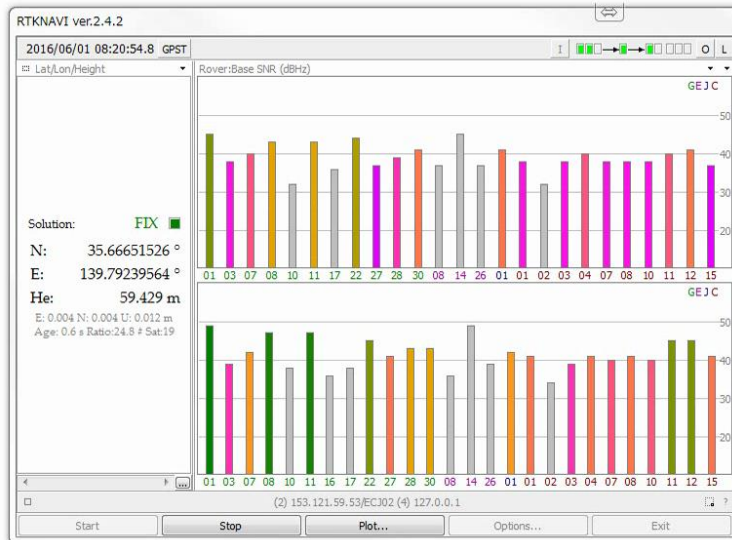 RTKNAVI ver.2.4.2
2016/06/01 08:20:54.8 GPST
I
O L
Lat/Lon/Height
Rover:Base SNR (dBHz)
Solution: FIX
N: 35.66651526 °
E: 139.79239564 °
He: 59.429 m
E: 0.004 N: 0.004 U: 0.012 m
Age: 0.6 s Ratio:24.8 # Sat:19
G E J C
50
40
30
20
01 03 07 08 10 11 17 22 27 28 30 08 14 26 01 01 02 03 04 07 08 10 11 12 15
G E J C
50
40
30
20
01 03 07 08 10 11 16 17 22 27 28 30 08 14 26 01 01 02 03 04 07 08 10 11 12 15
...
(2) 153.121.59.53/ECJ02 (4) 127.0.0.1
?
Start Stop Plot... Options... Exit